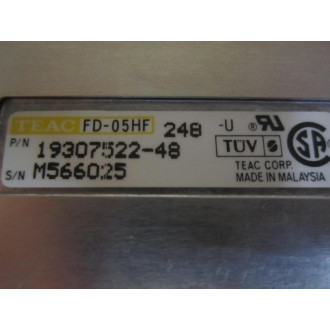 TEAC FD-05HF 248 -U
P/N 19307522-48 TÜV
S/N M566025 TEAC CORP.
MADE IN MALAYSIA